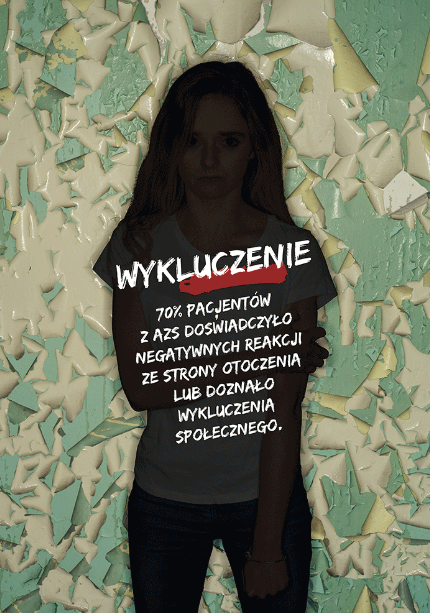 WYKLUCZENIE
70% PACJENTÓW
Z AZS DOŚWIADCZYŁO
NEGATYWNYCH REAKCJI
ZE STRONY OTOCZENIA
LUB DOZNAŁO
WYKLUCZENIA
SPOŁECZNEGO.